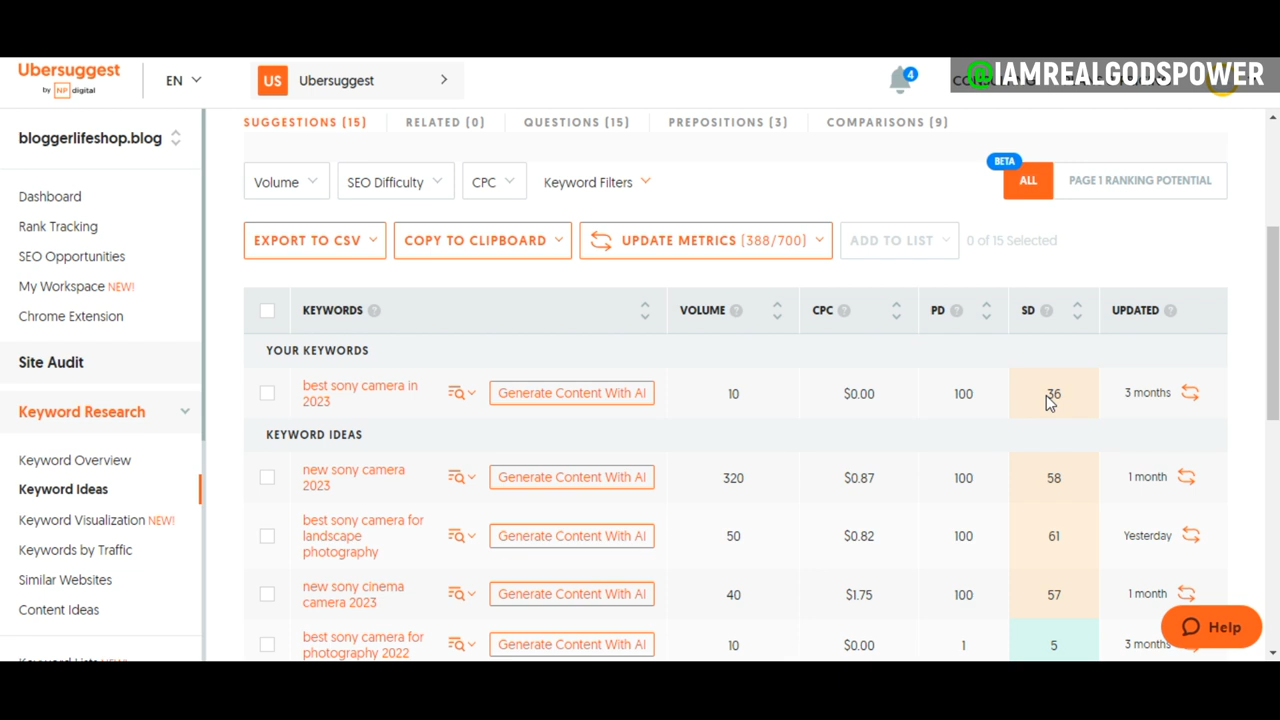 Ubersuggest
by NP digital
EN
US Ubersuggest
4
@IAMREALGODSPOWER
bloggerlifeshop.blog
Dashboard
Rank Tracking
SEO Opportunities
My Workspace NEW!
Chrome Extension
Site Audit
Keyword Research
Keyword Overview
Keyword Ideas
Keyword Visualization NEW!
Keywords by Traffic
Similar Websites
Content Ideas
SUGGESTIONS (15) RELATED (0) QUESTIONS (15) PREPOSITIONS (3) COMPARISONS (9)
Volume SEO Difficulty CPC Keyword Filters
BETA
ALL PAGE 1 RANKING POTENTIAL
EXPORT TO CSV COPY TO CLIPBOARD UPDATE METRICS (388/700) ADD TO LIST 0 of 15 Selected
KEYWORDS ? VOLUME ? CPC ? PD ? SD ? UPDATED ?
YOUR KEYWORDS
best sony camera in
2023
Generate Content With AI 10 $0.00 100 36 3 months
KEYWORD IDEAS
new sony camera
2023
Generate Content With AI 320 $0.87 100 58 1 month
best sony camera for
landscape
photography
Generate Content With AI 50 $0.82 100 61 Yesterday
new sony cinema
camera 2023
Generate Content With AI 40 $1.75 100 57 1 month
best sony camera for
photography 2022
Generate Content With AI 10 $0.00 1 5 3 months
Help